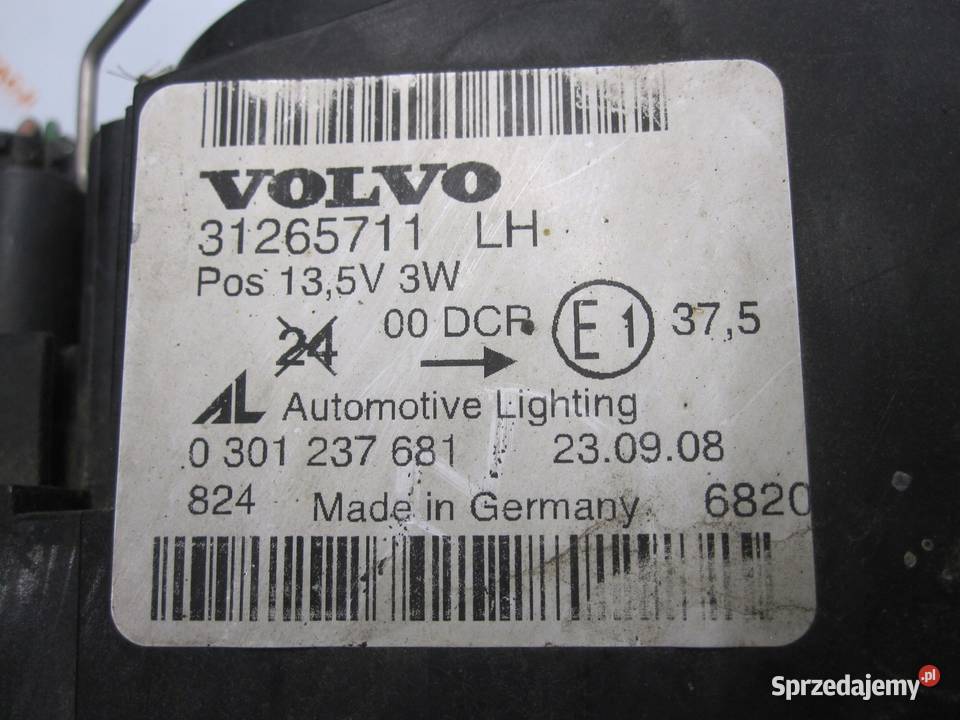 VOLVO
31265711 LH
Pos 13,5V 3W
24 00 DCR E1 37,5
AL Automotive Lighting
0 301 237 681 23.09.08
824 Made in Germany 6820
Sprzedajemy.pl